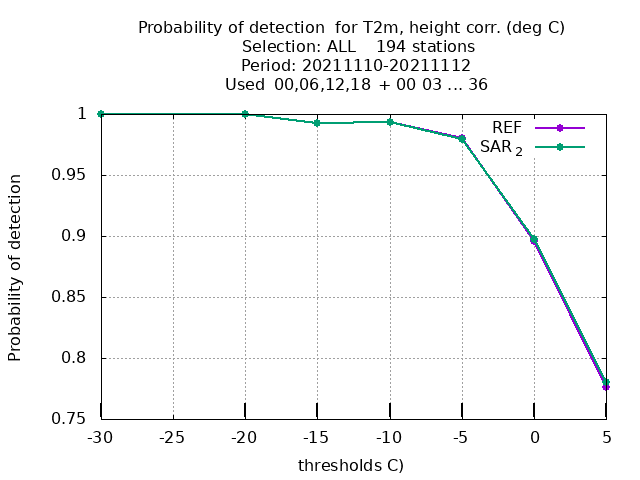 Probability of detection  for T2m, height corr. (deg C)
Selection: ALL    194 stations
Period: 20211110-20211112
Used  00,06,12,18  + 00 03 ... 36
REF
SAR 2
1
0.95
0.9
0.85
0.8
0.75
Probability of detection
-30 -25 -20 -15 -10 -5 0 5
thresholds C)